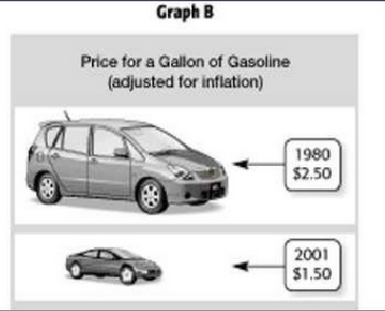 Graph B
Price for a Gallon of Gasoline
(adjusted for inflation)
1980
$2.50
2001
$1.50